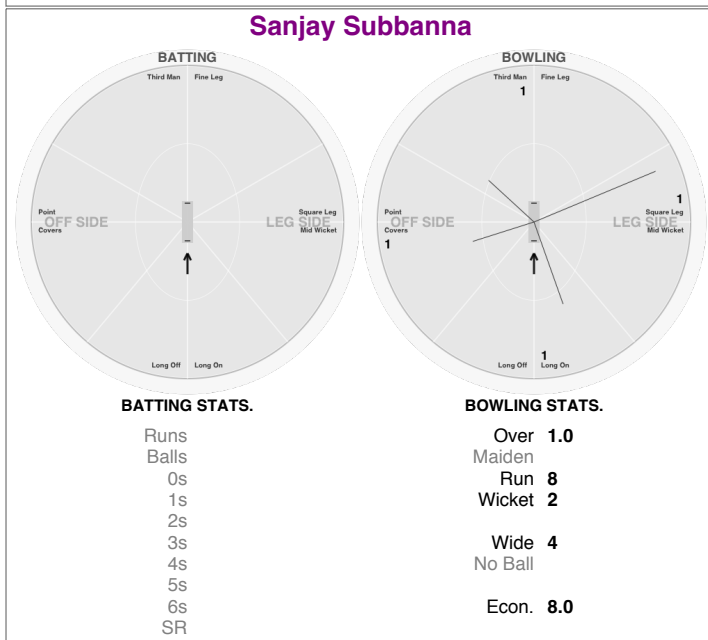 Sanjay Subbanna
BATTING
Third Man Fine Leg
Point
OFF SIDE
Covers
Square Leg
LEG SIDE
Mid Wicket
Long Off Long On
BOWLING
Third Man Fine Leg
1
Point
OFF SIDE
Covers
1
1
Square Leg
LEG SIDE
Mid Wicket
1
Long Off Long On
BATTING STATS.
Runs
Balls
0s
1s
2s
3s
4s
5s
6s
SR
BOWLING STATS.
Over 1.0
Maiden
Run 8
Wicket 2
Wide 4
No Ball
Econ. 8.0